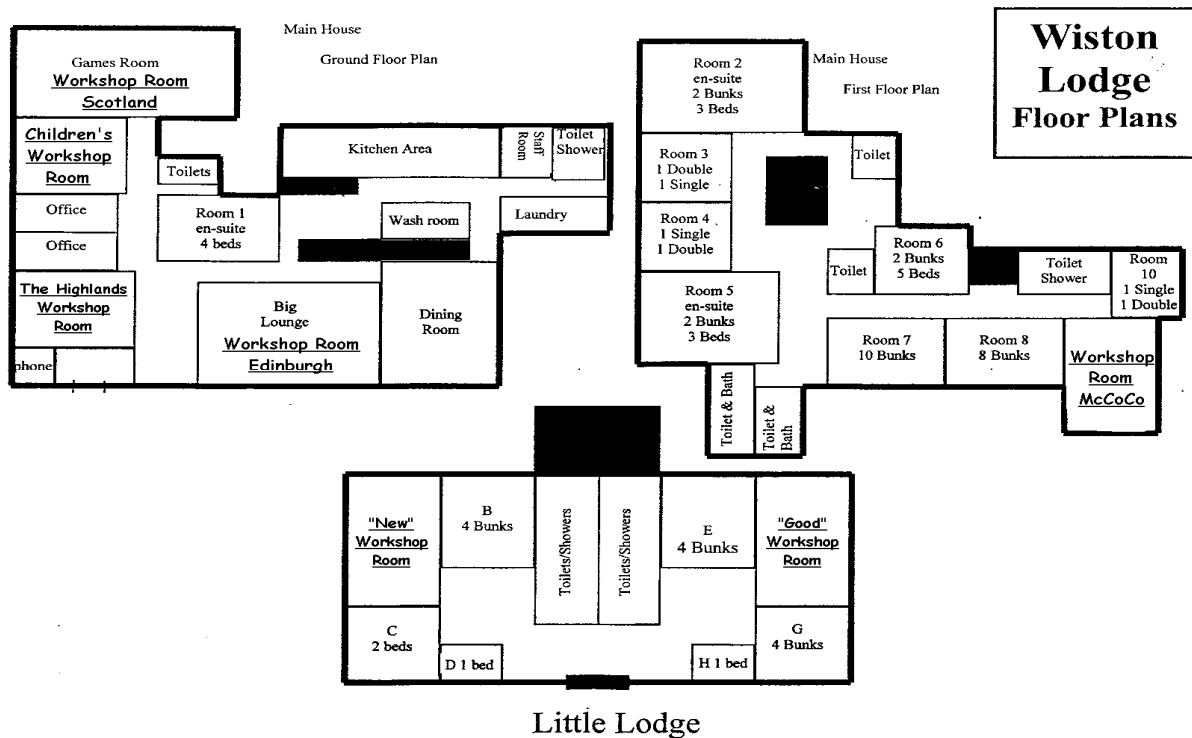 Main House
Ground Floor Plan
Games Room
Workshop Room
Scotland
Children's
Workshop
Room
Toilets
Kitchen Area
Staff
Room
Toilet
Shower
Office
Office
Room 1
en-suite
4 beds
Wash room
Laundry
The Highlands
Workshop
Room
phone
Big
Lounge
Workshop Room
Edinburgh
Dining
Room
Main House
First Floor Plan
Room 2
en-suite
2 Bunks
3 Beds
Room 3
1 Double
1 Single
Toilet
Room 4
1 Single
1 Double
Room 5
en-suite
2 Bunks
3 Beds
Toilet
Room 6
2 Bunks
5 Beds
Toilet
Shower
Room
10
1 Single
1 Double
Room 7
10 Bunks
Room 8
8 Bunks
Workshop
Room
McCoCo
Toilet & Bath
Toilet &
Bath
Wiston
Lodge
Floor Plans
"New"
Workshop
Room
B
4 Bunks
Toilets/Showers
Toilets/Showers
E
4 Bunks
"Good"
Workshop
Room
C
2 beds
D 1 bed
H 1 bed
G
4 Bunks
Little Lodge